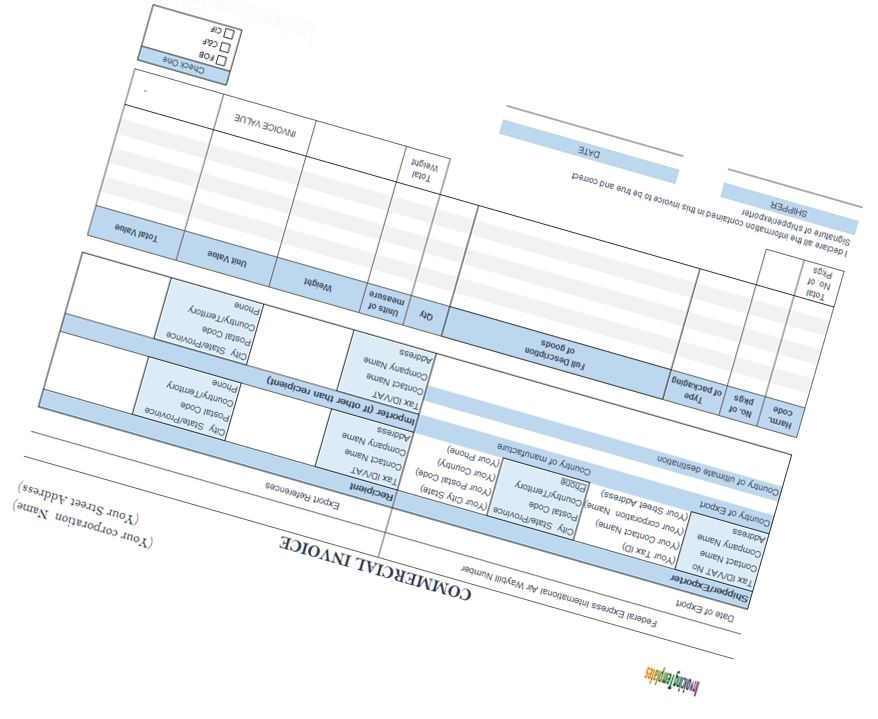 InvoicingTemplates
COMMERCIAL INVOICE
(Your corporation Name)
(Your Street Address)
Federal Express International Air Waybill Number
Date of Export
Export References
Shipper/Exporter
Tax ID/VAT No
(Your Tax ID)
City State/Province
(Your City State)
Contact Name
(Your Contact Name)
Postal Code
(Your Postal Code)
Company Name
(Your corporation Name)
Country/Territory
(Your Country)
Address
(Your Street Address)
Phone
(Your Phone)
Recipient
Tax ID/VAT
City State/Province
Contact Name
Postal Code
Company Name
Country/Territory
Address
Phone
Country of Export
Country of manufacture
Country of ultimate destination
Importer (if other than recipient)
Tax ID/VAT
City State/Province
Contact Name
Postal Code
Company Name
Country/Territory
Address
Phone
Harm. code
No. of pkgs
Type of packaging
Full Description of goods
Qty
Units of measure
Weight
Unit Value
Total Value
Total No. of Pkgs
Total Weight
INVOICE VALUE
-
I declare all the information contained in this invoice to be true and correct
Signature of shipper/exporter
SHIPPER
DATE
Check One
FOB
C&F
CIF